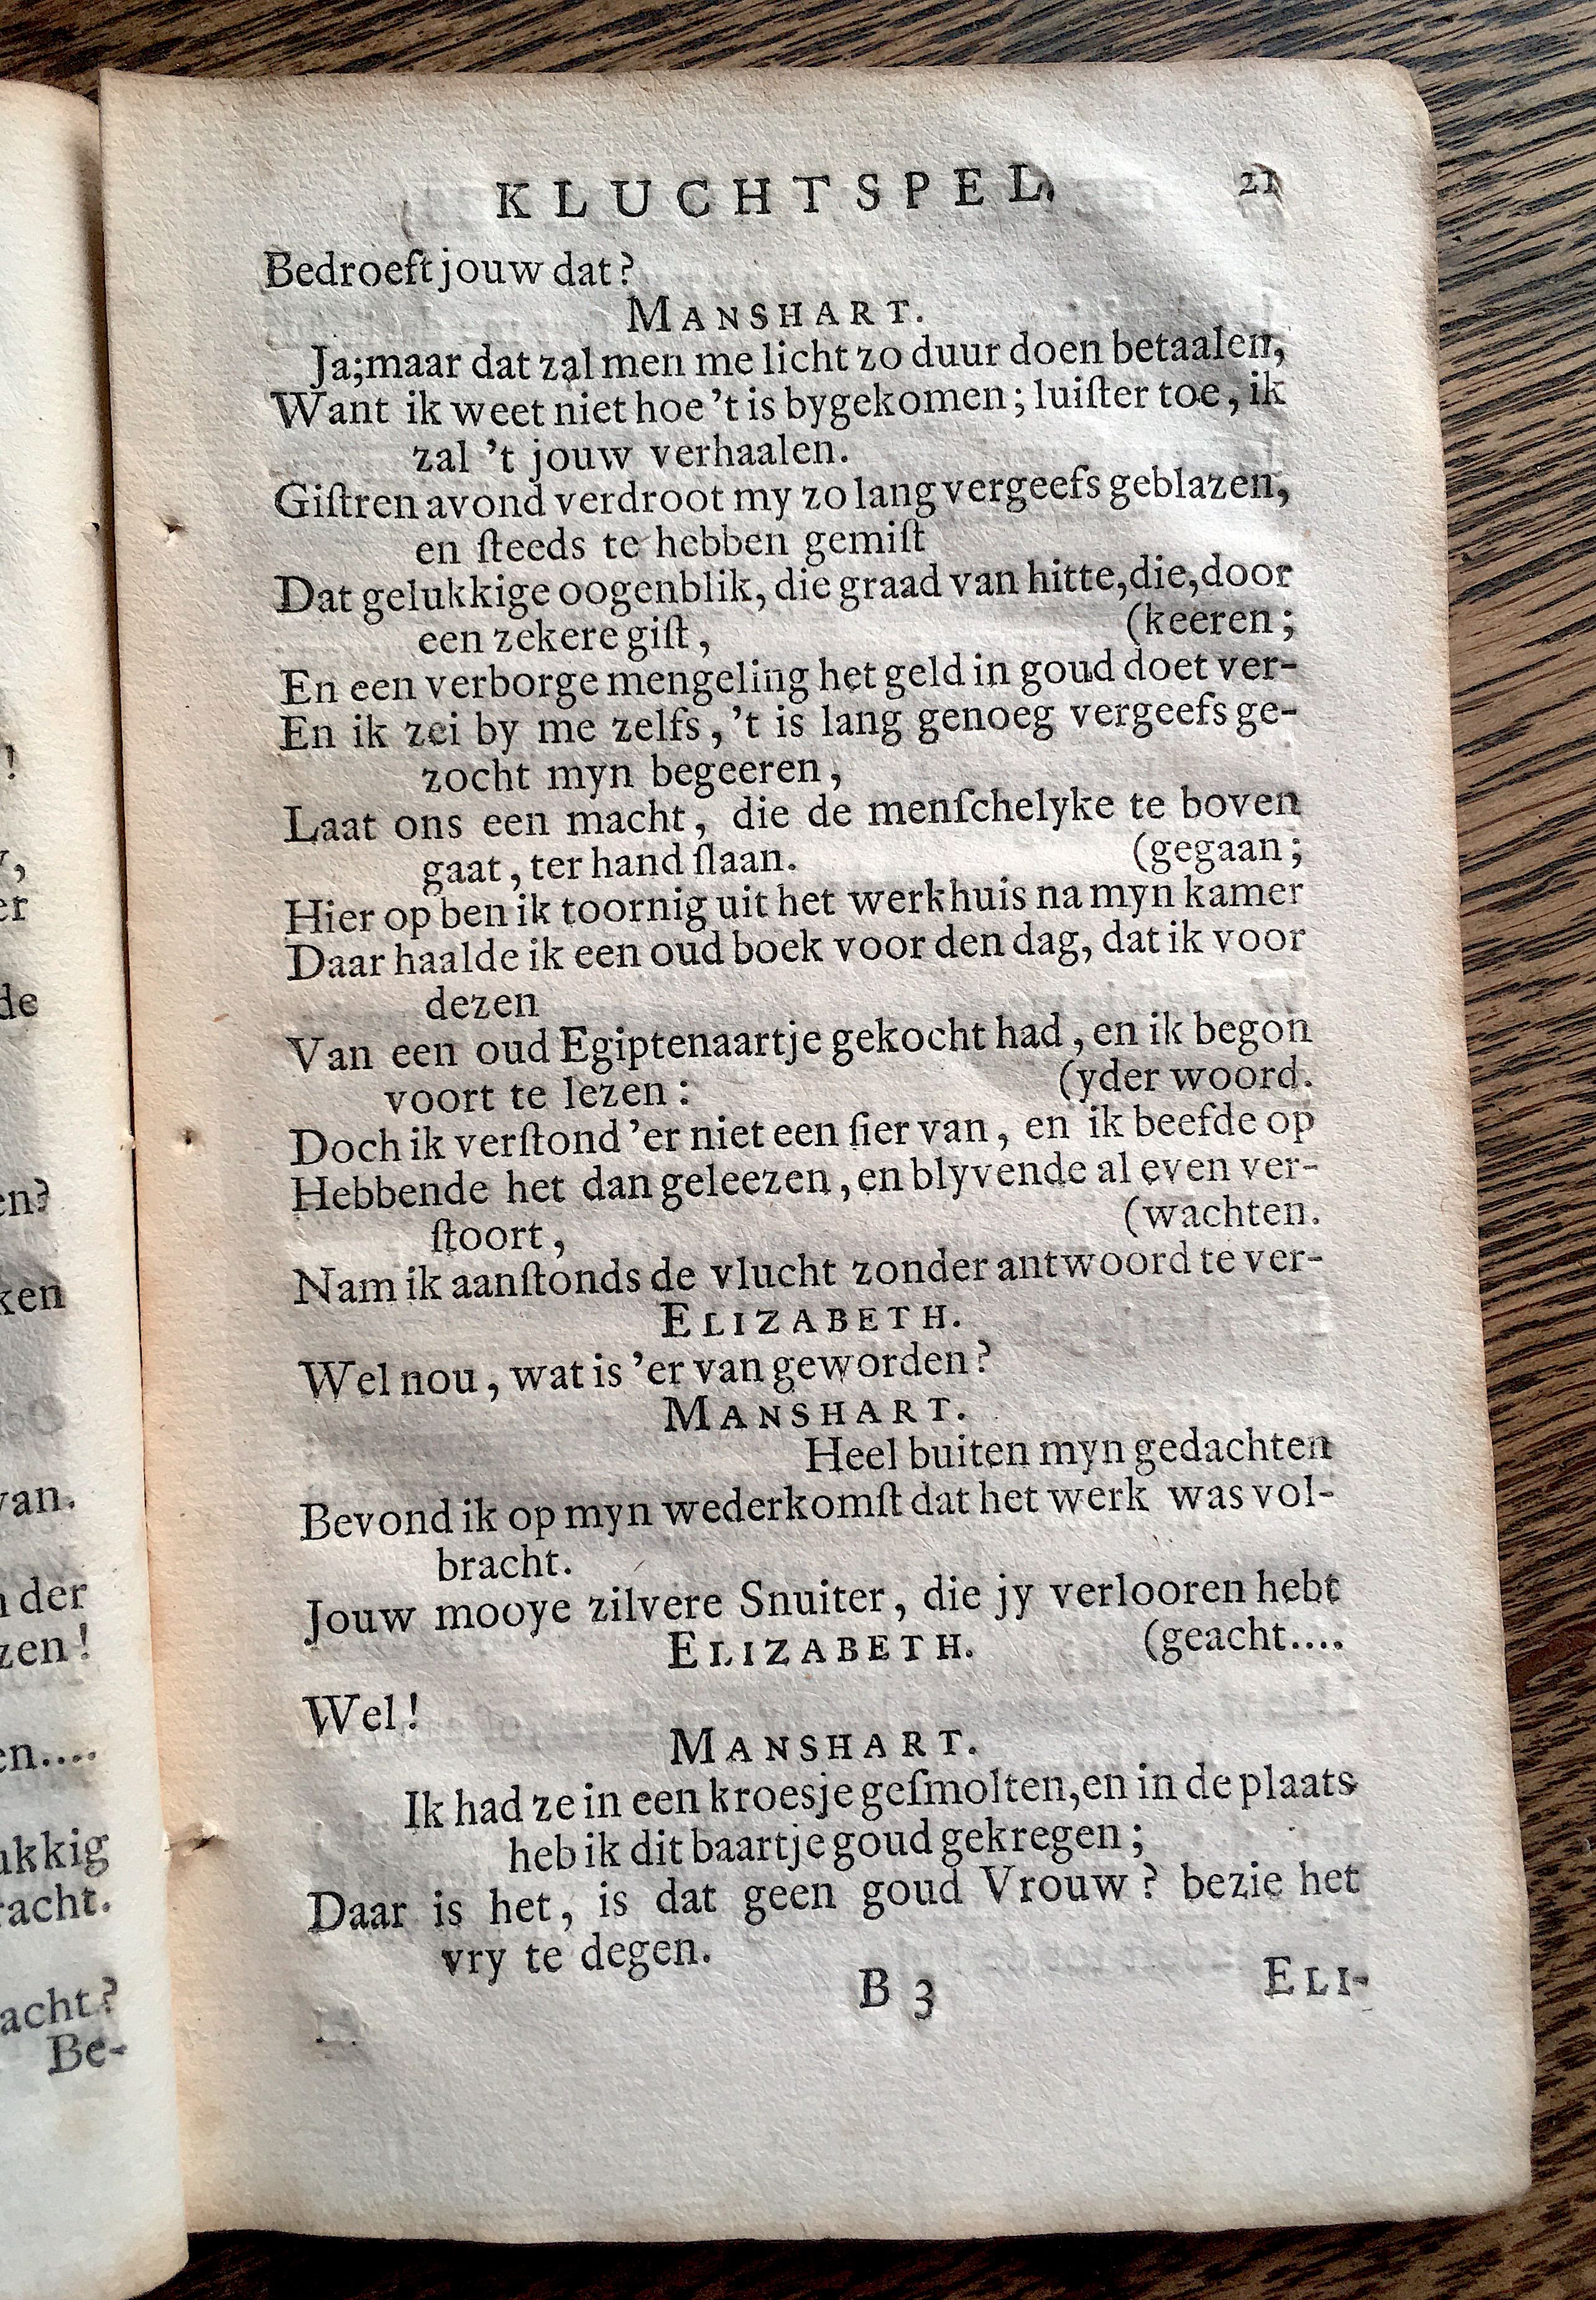 !
y,
er
de
en?
ken
van.
n der
zen!
en....
ukkig
racht.
acht?
Be-
KLUCHTSPEL. 21
Bedroeft jouw dat?
MANSHART.
Ja;maar dat zal men me licht zo duur doen betaalen,
Want ik weet niet hoe 't is bygekomen; luiſter toe, ik
zal 't jouw verhaalen.
Giſtren avond verdroot my zo lang vergeefs geblazen,
en ſteeds te hebben gemiſt
Dat gelukkige oogenblik, die graad van hitte,die,door
een zekere giſt, (keeren;
En een verborge mengeling het geld in goud doet ver-
En ik zei by me zelfs, 't is lang genoeg vergeefs ge-
zocht myn begeeren,
Laat ons een macht, die de menſchelyke te boven
gaat, ter hand ſlaan. (gegaan;
Hier op ben ik toornig uit het werkhuis na myn kamer
Daar haalde ik een oud boek voor den dag, dat ik voor
dezen
Van een oud Egiptenaartje gekocht had, en ik begon
voort te lezen: (yder woord.
Doch ik verſtond 'er niet een ſier van, en ik beefde op
Hebbende het dan geleezen, en blyvende al even ver-
ſtoort, (wachten.
Nam ik aanſtonds de vlucht zonder antwoord te ver-
ELIZABETH.
Wel nou, wat is 'er van geworden?
MANSHART.
Heel buiten myn gedachten
Bevond ik op myn wederkomſt dat het werk was vol-
bracht.
Jouw mooye zilvere Snuiter, die jy verlooren hebt
ELIZABETH. (geacht....
Wel!
MANSHART.
Ik had ze in een kroesje geſmolten,en in de plaats
heb ik dit baartje goud gekregen;
Daar is het, is dat geen goud Vrouw? bezie het
vry te degen.
B 3 ELI-